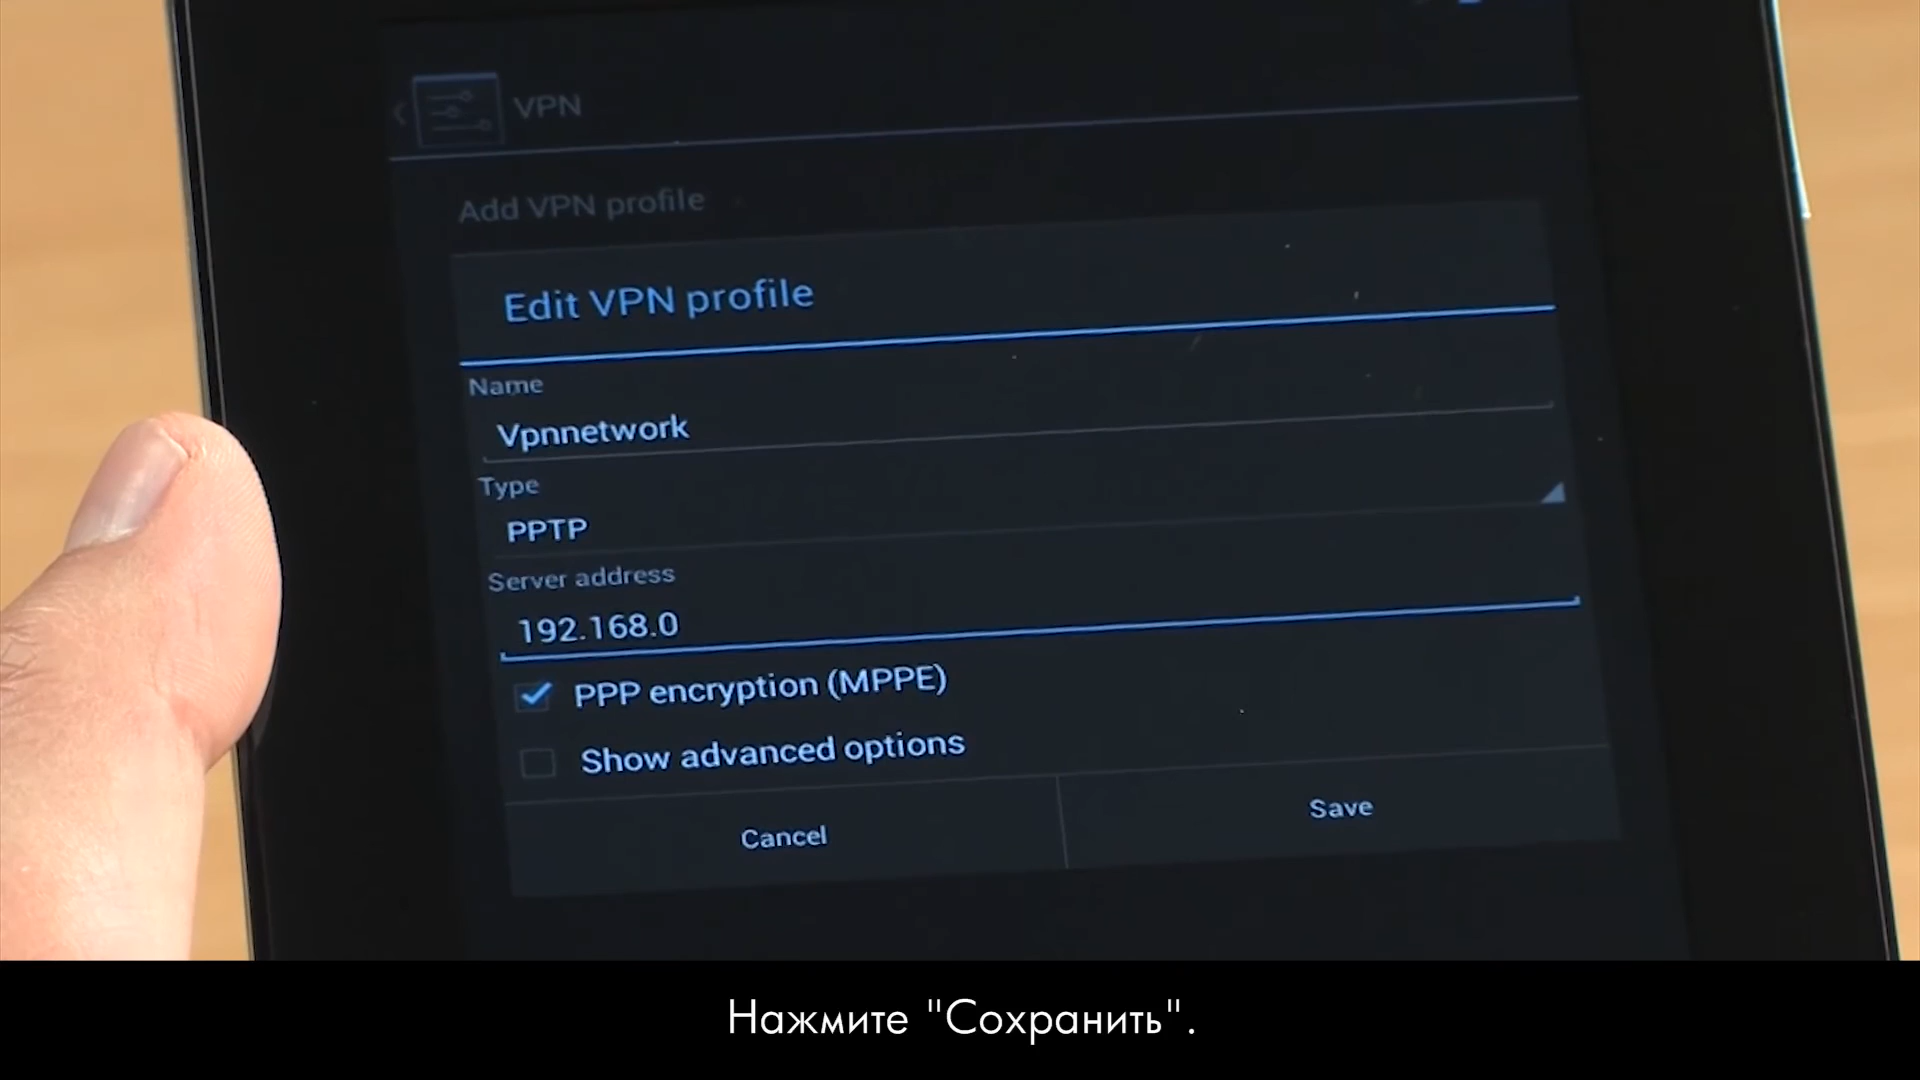 VPN
Add VPN profile
Edit VPN profile
Name
Vpnnetwork
Type
PPTP
Server address
192.168.0
PPP encryption (MPPE)
Show advanced options
Cancel
Save
Нажмите "Сохранить".